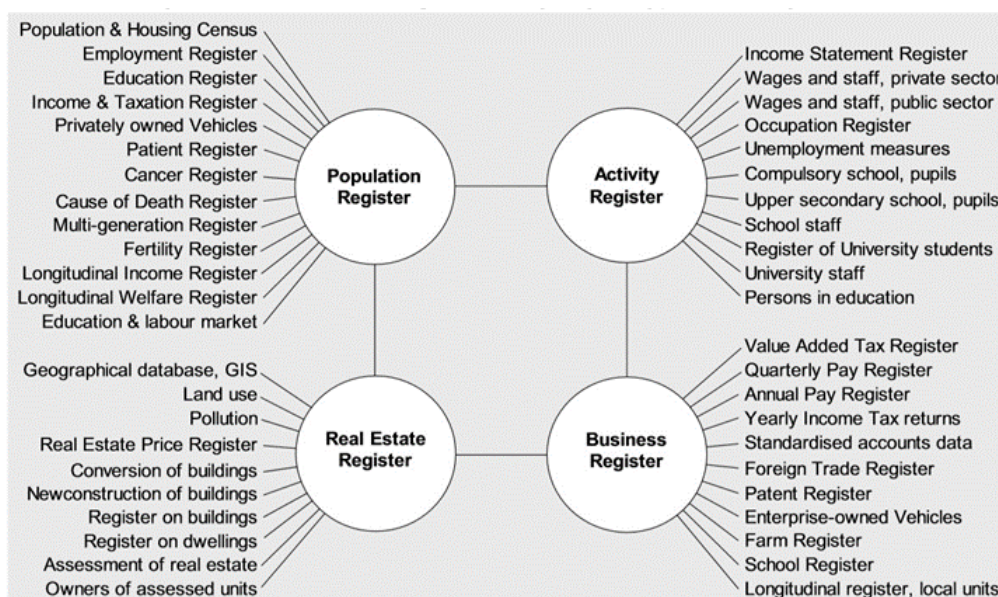 Population & Housing Census
Employment Register
Education Register
Income & Taxation Register
Privately owned Vehicles
Patient Register
Cancer Register
Cause of Death Register
Multi-generation Register
Fertility Register
Longitudinal Income Register
Longitudinal Welfare Register
Education & labour market
Population
Register
Income Statement Register
Wages and staff, private sector
Wages and staff, public sector
Occupation Register
Unemployment measures
Compulsory school, pupils
Upper secondary school, pupils
School staff
Register of University students
University staff
Persons in education
Activity
Register
Geographical database, GIS
Land use
Pollution
Real Estate Price Register
Conversion of buildings
Newconstruction of buildings
Register on buildings
Register on dwellings
Assessment of real estate
Owners of assessed units
Real Estate
Register
Value Added Tax Register
Quarterly Pay Register
Annual Pay Register
Yearly Income Tax returns
Standardised accounts data
Foreign Trade Register
Patent Register
Enterprise-owned Vehicles
Farm Register
School Register
Longitudinal register, local units
Business
Register